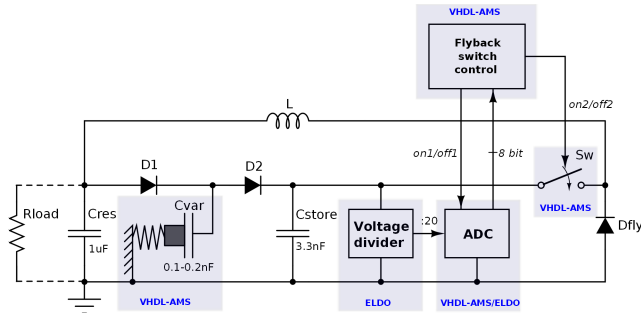 VHDL-AMS
Flyback
switch
control
L
on2/off2
on1/off1
8 bit
D1
D2
Sw
Rload
Cres
1uF
Cvar
0.1-0.2nF
Cstore
3.3nF
Voltage
divider
:20
ADC
VHDL-AMS
Dfly
VHDL-AMS
ELDO
VHDL-AMS/ELDO